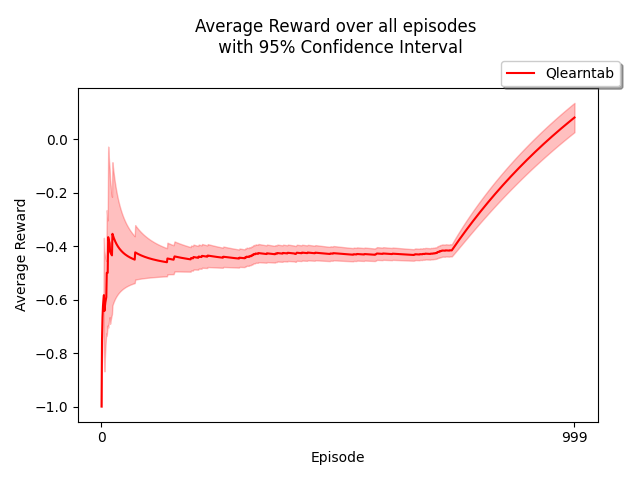 Average Reward over all episodes
with 95% Confidence Interval
Qlearntab
0.0
−0.2
−0.4
−0.6
−0.8
−1.0
Average Reward
0
999
Episode